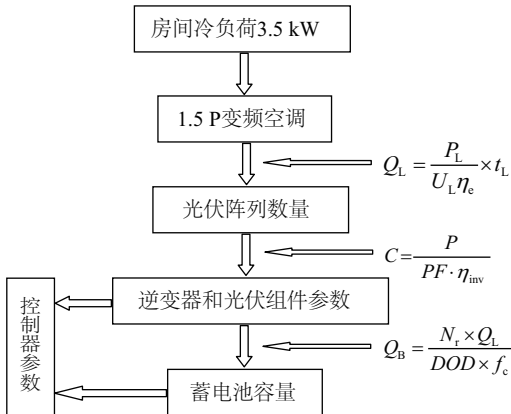 房间冷负荷3.5 kW
1.5 P变频空调
Q_L = P_L / (U_L η_e) × t_L
光伏阵列数量
C = P / (PF · η_inv)
逆变器和光伏组件参数
控制器参数
Q_B = (N_r × Q_L) / (DOD × f_c)
蓄电池容量